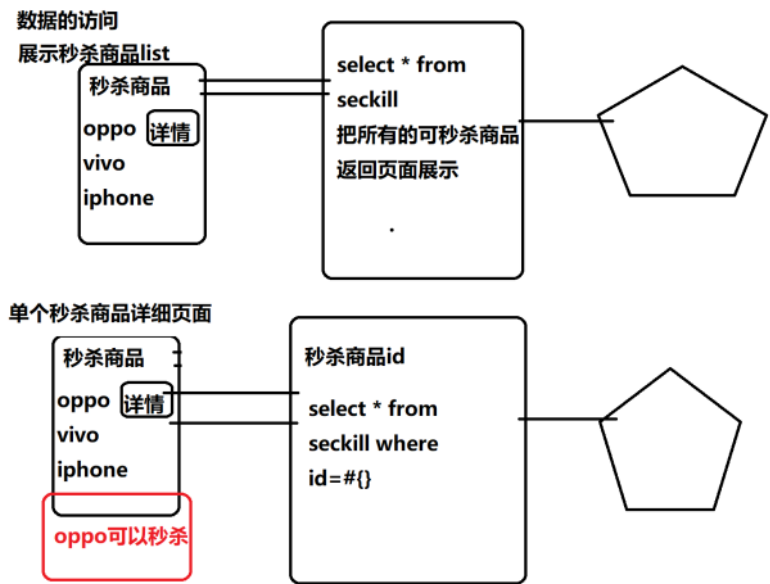 数据的访问
展示秒杀商品list
秒杀商品
oppo 详情
vivo
iphone
select * from
seckill
把所有的可秒杀商品
返回页面展示
.
单个秒杀商品详细页面
秒杀商品
oppo 详情
vivo
iphone
oppo可以秒杀
秒杀商品id
select * from
seckill where
id=#{}